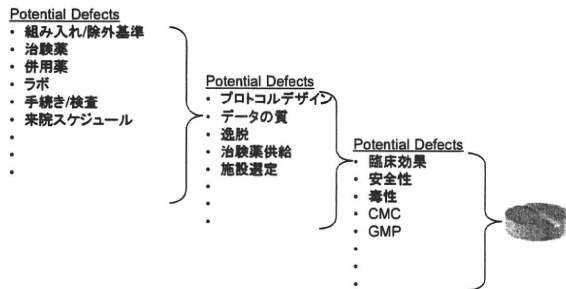 Potential Defects
• 組み入れ/除外基準
• 治験薬
• 併用薬
• ラボ
• 手続き/検査
• 来院スケジュール
•
•
•
Potential Defects
• プロトコルデザイン
• データの質
• 逸脱
• 治験薬供給
• 施設選定
•
•
•
Potential Defects
• 臨床効果
• 安全性
• 毒性
• CMC
• GMP
•
•
•